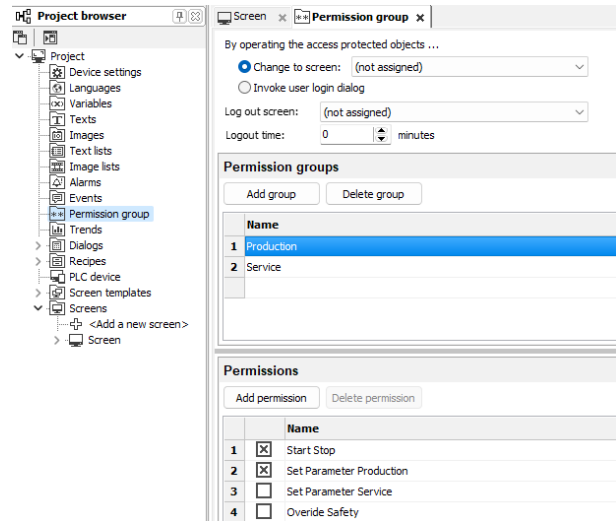 Project browser
Project
Device settings
Languages
Variables
Texts
Images
Text lists
Image lists
Alarms
Events
Permission group
Trends
Dialogs
Recipes
PLC device
Screen templates
Screens
<Add a new screen>
Screen
Screen x Permission group x
By operating the access protected objects ...
Change to screen: (not assigned)
Invoke user login dialog
Log out screen: (not assigned)
Logout time: 0 minutes
Permission groups
Add group Delete group
Name
1 Production
2 Service
Permissions
Add permission Delete permission
Name
1 Start Stop
2 Set Parameter Production
3 Set Parameter Service
4 Overide Safety